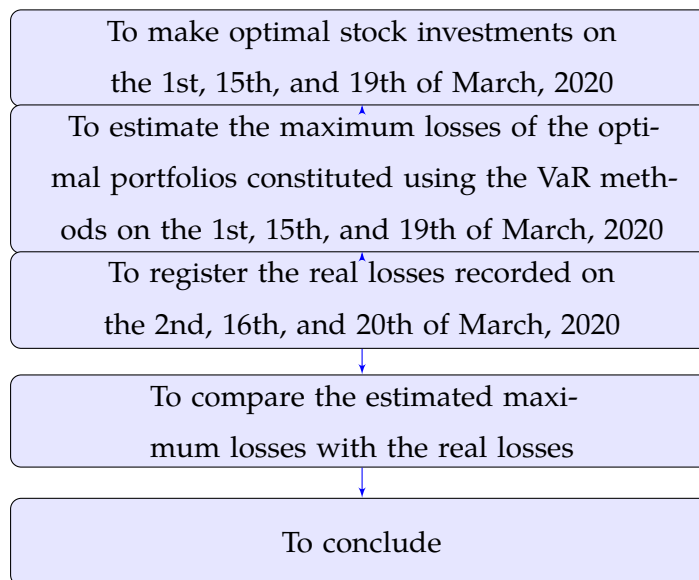 To make optimal stock investments on
the 1st, 15th, and 19th of March, 2020
To estimate the maximum losses of the opti-
mal portfolios constituted using the VaR meth-
ods on the 1st, 15th, and 19th of March, 2020
To register the real losses recorded on
the 2nd, 16th, and 20th of March, 2020
To compare the estimated maxi-
mum losses with the real losses
To conclude